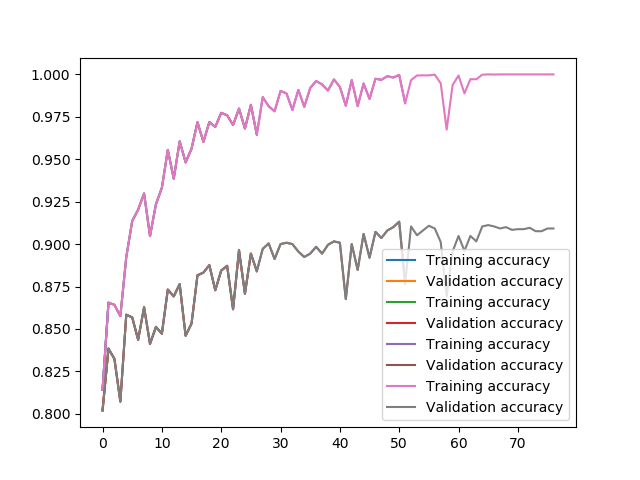 1.000
0.975
0.950
0.925
0.900
0.875
0.850
0.825
0.800
Training accuracy
Validation accuracy
Training accuracy
Validation accuracy
Training accuracy
Validation accuracy
Training accuracy
Validation accuracy
0 10 20 30 40 50 60 70